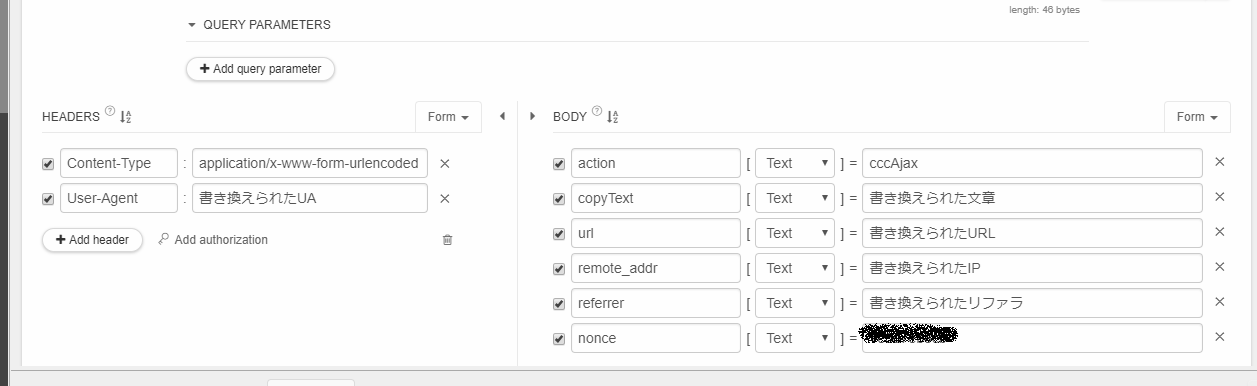 length: 46 bytes
QUERY PARAMETERS
Add query parameter
HEADERS ? Form
BODY ? Form
Content-Type : application/x-www-form-urlencoded
User-Agent : 書き換えられたUA
Add header Add authorization
action [ Text ] = cccAjax
copyText [ Text ] = 書き換えられた文章
url [ Text ] = 書き換えられたURL
remote_addr [ Text ] = 書き換えられたIP
referrer [ Text ] = 書き換えられたリファラ
nonce [ Text ] =